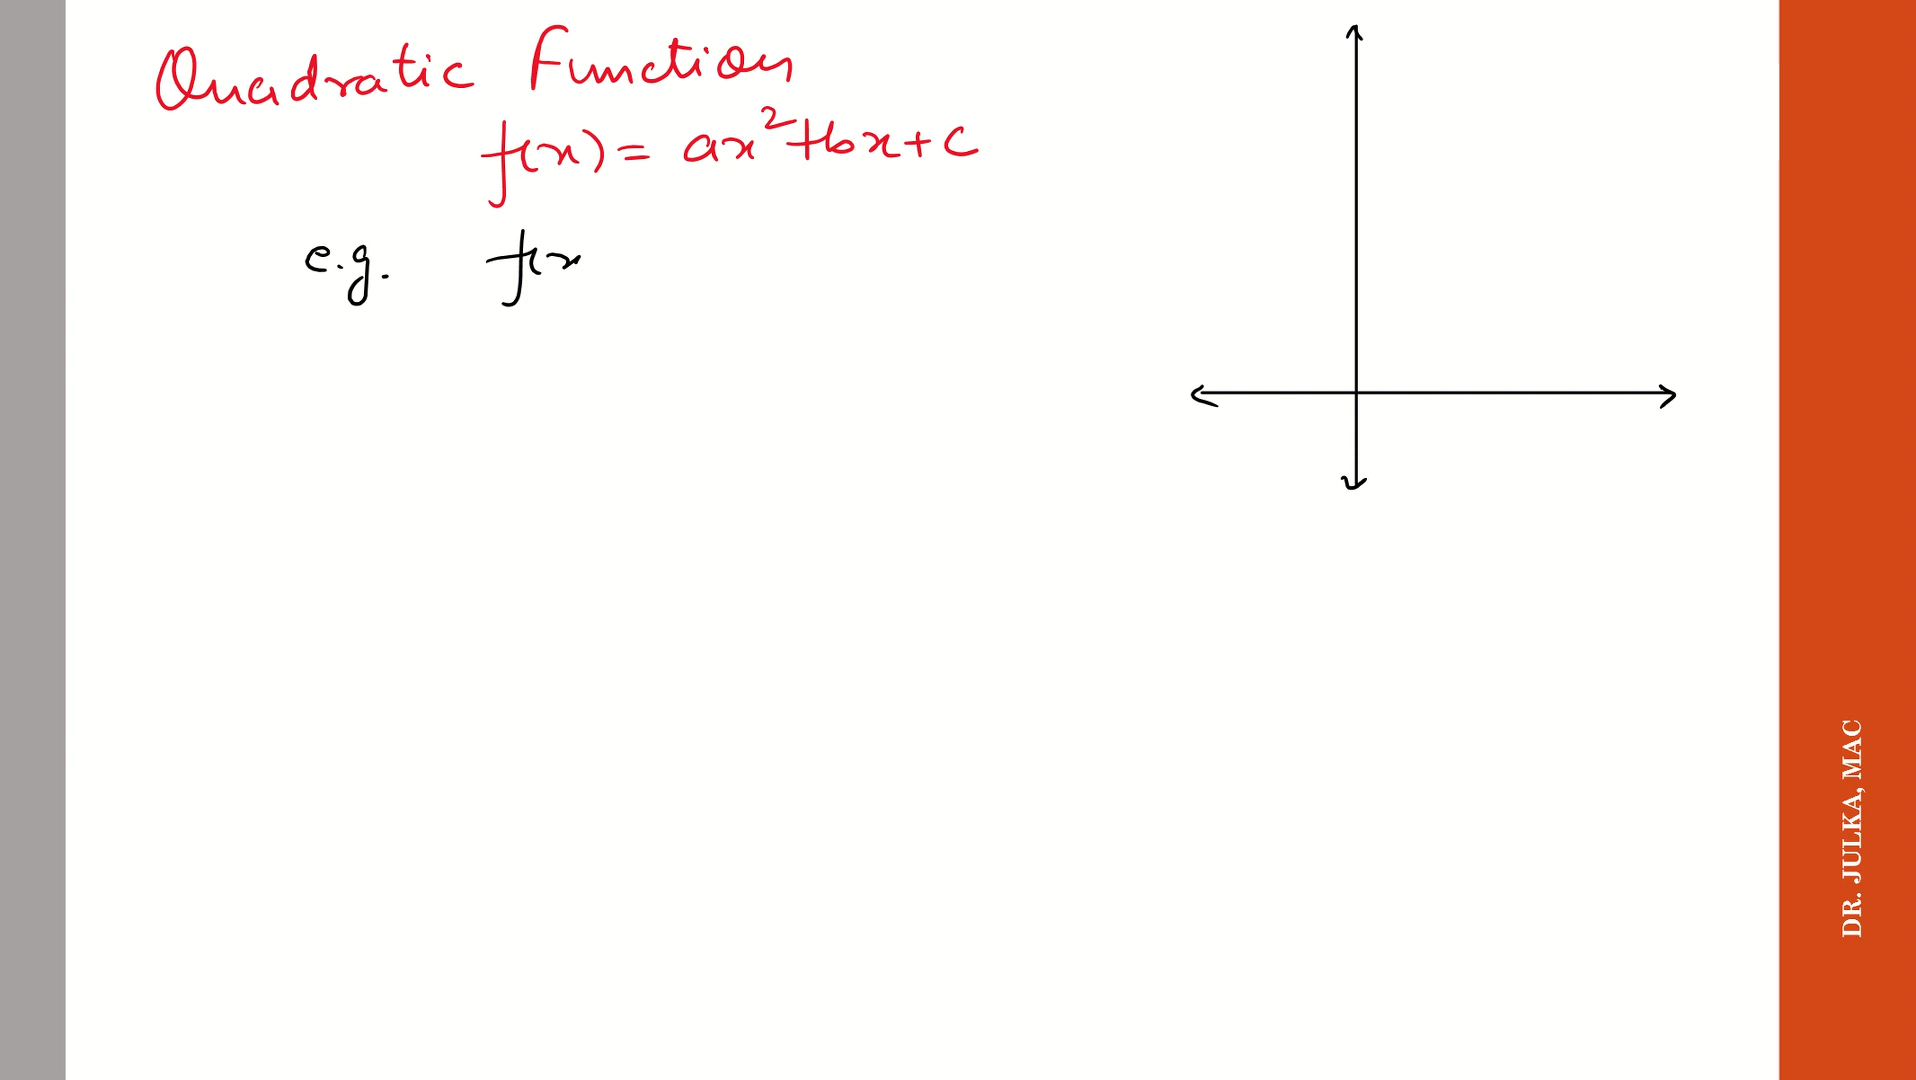 Quadratic Function
f(x) = ax²+bx+c
e.g. f(x
DR. JULKA, MAC